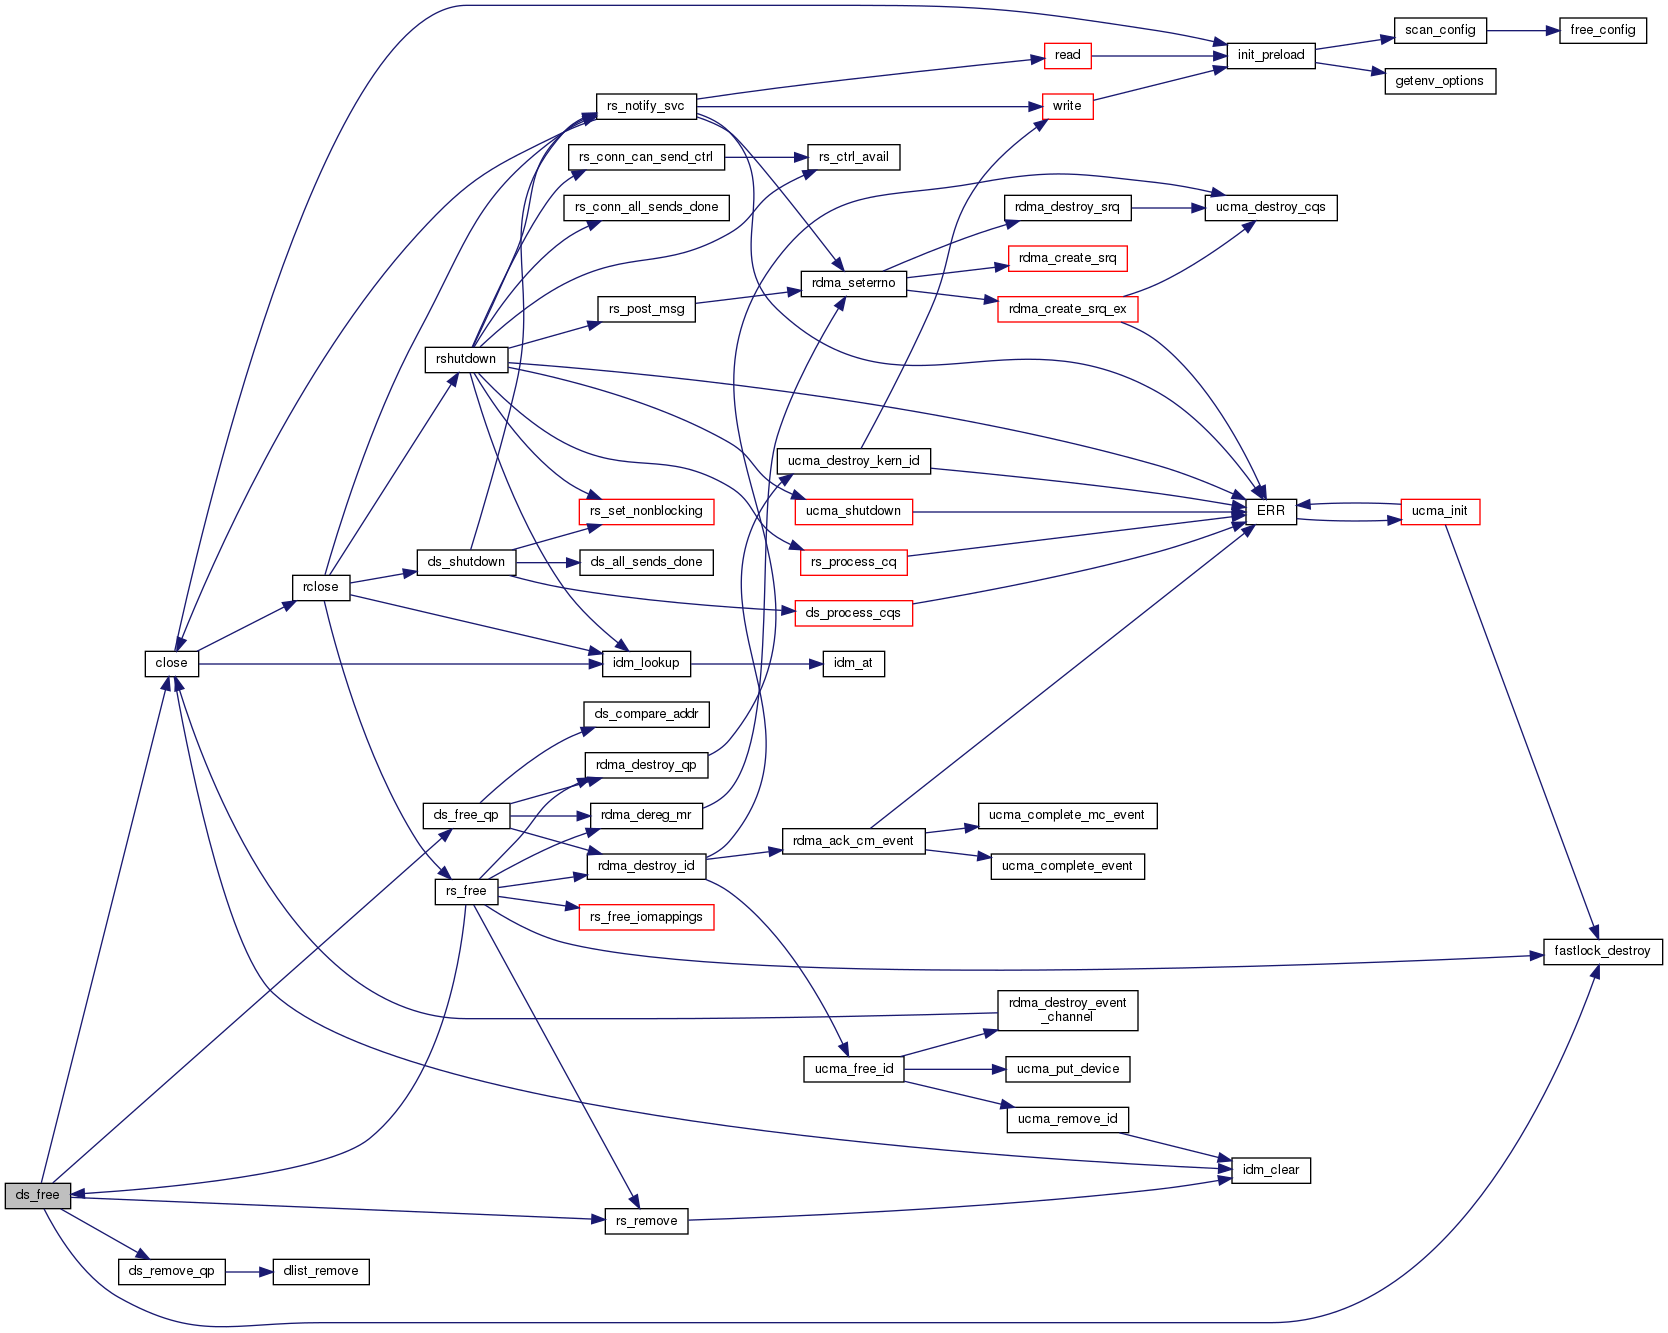 scan_config
free_config
read
init_preload
getenv_options
rs_notify_svc
write
rs_conn_can_send_ctrl
rs_ctrl_avail
rs_conn_all_sends_done
rdma_destroy_srq
ucma_destroy_cqs
rdma_create_srq
rdma_seterrno
rs_post_msg
rdma_create_srq_ex
rshutdown
ucma_destroy_kern_id
rs_set_nonblocking
ucma_shutdown
ERR
ucma_init
ds_shutdown
ds_all_sends_done
rs_process_cq
rclose
ds_process_cqs
close
idm_lookup
idm_at
ds_compare_addr
rdma_destroy_qp
ds_free_qp
rdma_dereg_mr
ucma_complete_mc_event
rdma_ack_cm_event
rdma_destroy_id
ucma_complete_event
rs_free
rs_free_iomappings
fastlock_destroy
rdma_destroy_event
_channel
ucma_free_id
ucma_put_device
ucma_remove_id
idm_clear
ds_free
rs_remove
ds_remove_qp
dlist_remove